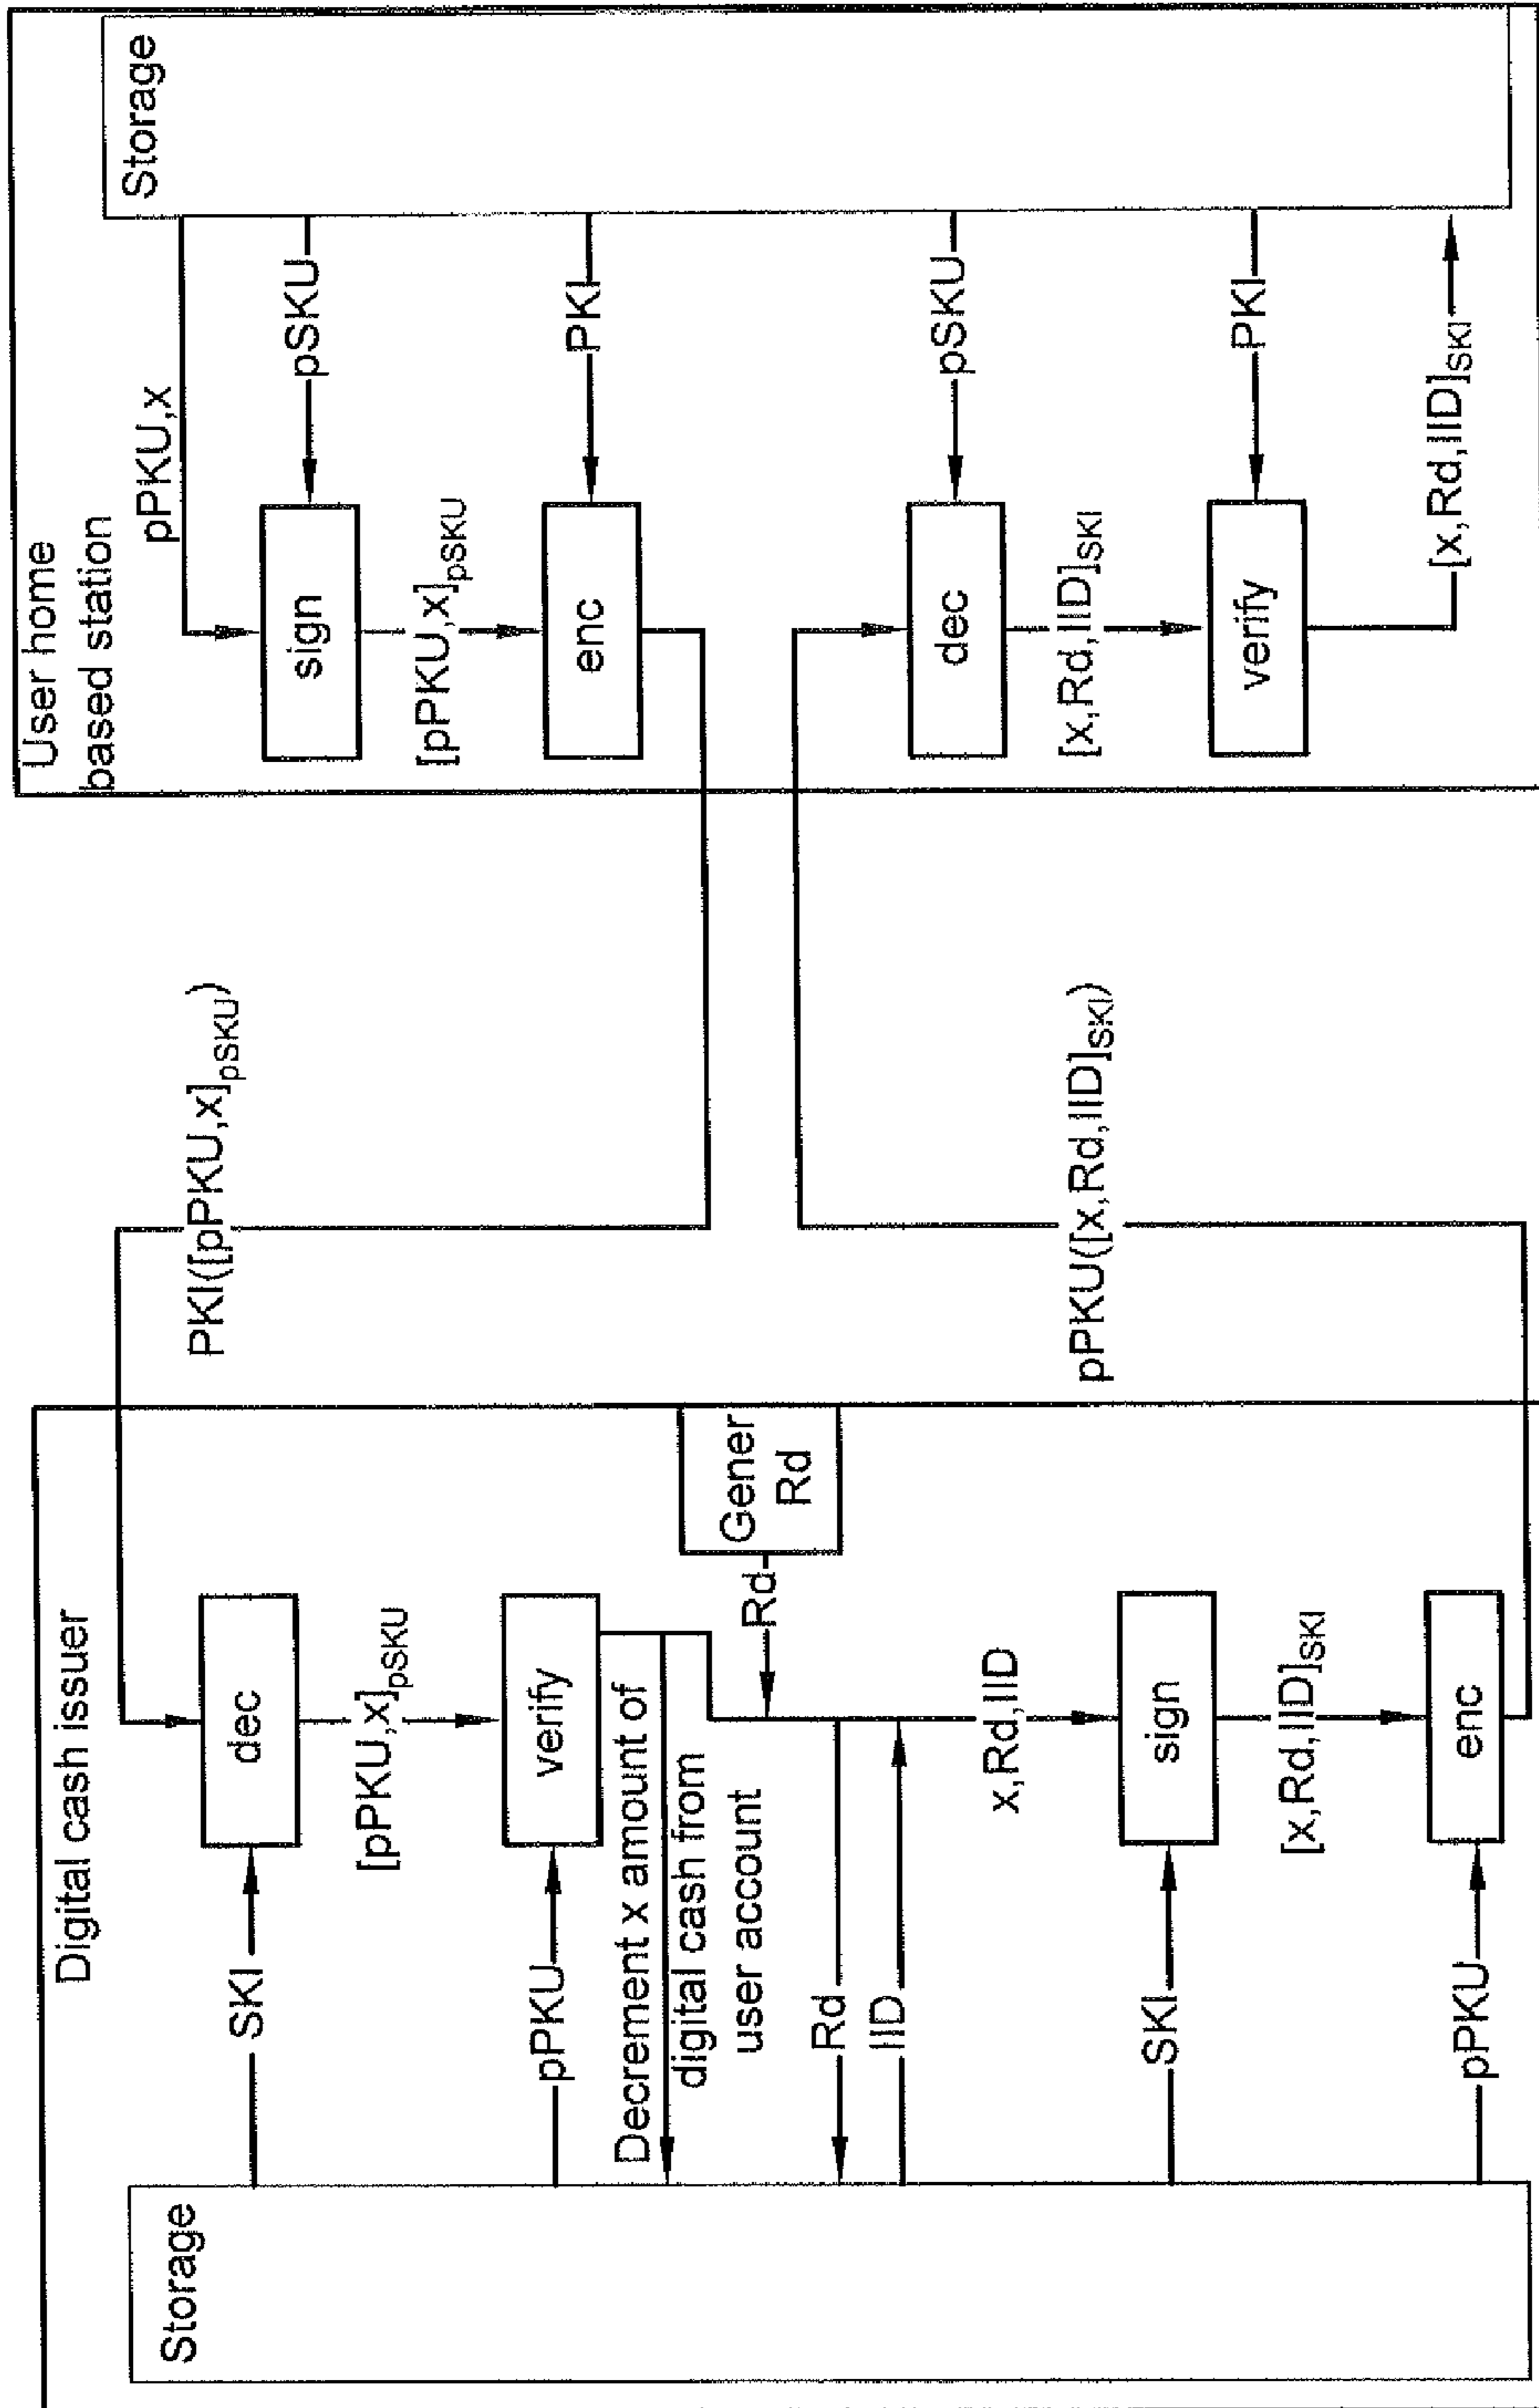 Digital cash issuer
Storage
SKI
dec
[pPKU,x]pSKU
pPKU
verify
Decrement x amount of
digital cash from
user account
Gener
Rd
Rd
Rd
IID
x,Rd,IID
SKI
sign
[x,Rd,IID]SKI
pPKU
enc
PKI([pPKU,x]pSKU)
pPKU([x,Rd,IID]SKI)
User home
based station
Storage
pPKU,x
sign
pSKU
[pPKU,x]pSKU
enc
PKI
dec
pSKU
[x,Rd,IID]SKI
verify
PKI
[x,Rd,IID]SKI